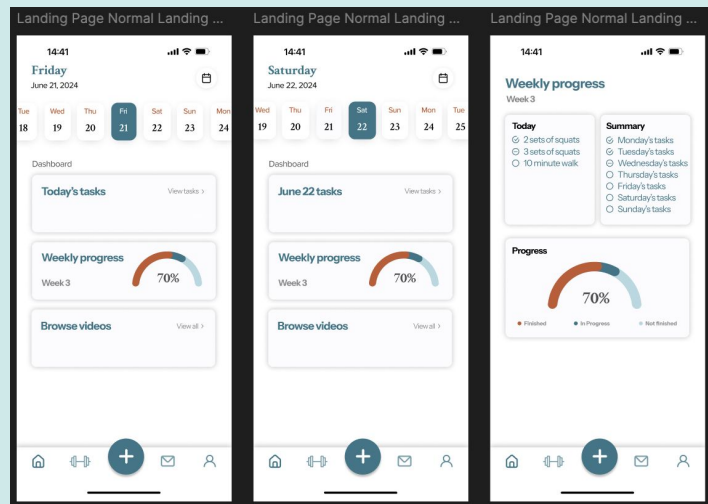 Landing Page Normal Landing ...
14:41
Friday
June 21, 2024
Tue Wed Thu Fri Sat Sun Mon
18 19 20 21 22 23 24
Dashboard
Today's tasks View tasks >
Weekly progress
Week 3
70%
Browse videos View all >
Landing Page Normal Landing ...
14:41
Saturday
June 22, 2024
Wed Thu Fri Sat Sun Mon Tue
19 20 21 22 23 24 25
Dashboard
June 22 tasks View tasks >
Weekly progress
Week 3
70%
Browse videos View all >
Landing Page Normal Landing ...
14:41
Weekly progress
Week 3
Today
2 sets of squats
3 sets of squats
10 minute walk
Summary
Monday's tasks
Tuesday's tasks
Wednesday's tasks
Thursday's tasks
Friday's tasks
Saturday's tasks
Sunday's tasks
Progress
70%
Finished In Progress Not finished